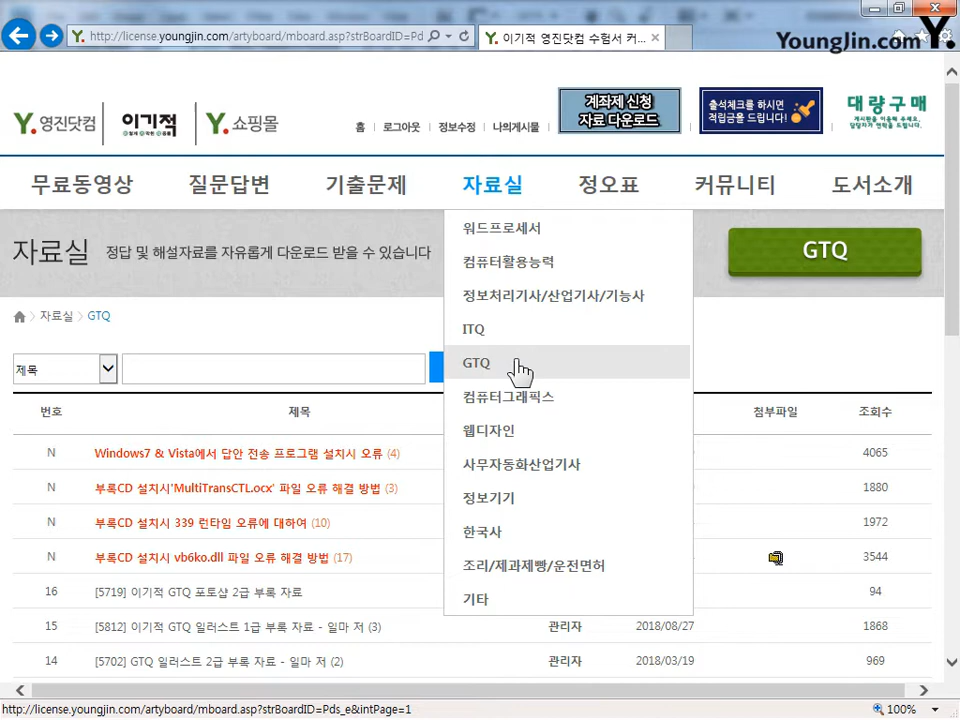 http://license.youngjin.com/artyboard/mboard.asp?strBoardID=Pd
Y. 이기적 영진닷컴 수험서 커...
YoungJin.com Y.
Y. 영진닷컴
이기적
Y. 쇼핑몰
홈 로그아웃 정보수정 나의게시물
계좌제 신청
자료 다운로드
출석체크를 하시면
적립금을 드립니다!
대량구매
무료동영상 질문답변 기출문제 자료실 정오표 커뮤니티 도서소개
자료실 정답 및 해설자료를 자유롭게 다운로드 받을 수 있습니다
GTQ
자료실 > GTQ
워드프로세서
컴퓨터활용능력
정보처리기사/산업기사/기능사
ITQ
GTQ
컴퓨터그래픽스
웹디자인
사무자동화산업기사
정보기기
한국사
조리/제과제빵/운전면허
기타
제목
번호 제목 첨부파일 조회수
N Windows7 & Vista에서 답안 전송 프로그램 설치시 오류 (4) 4065
N 부록CD 설치시'MultiTransCTL.ocx' 파일 오류 해결 방법 (3) 1880
N 부록CD 설치시 339 런타임 오류에 대하여 (10) 1972
N 부록CD 설치시 vb6ko.dll 파일 오류 해결 방법 (17) 3544
16 [5719] 이기적 GTQ 포토샵 2급 부록 자료 94
15 [5812] 이기적 GTQ 일러스트 1급 부록 자료 - 일마 저 (3) 관리자 2018/08/27 1868
14 [5702] GTQ 일러스트 2급 부록 자료 - 일마 저 (2) 관리자 2018/03/19 969
http://license.youngjin.com/artyboard/mboard.asp?strBoardID=Pds_e&intPage=1
100%